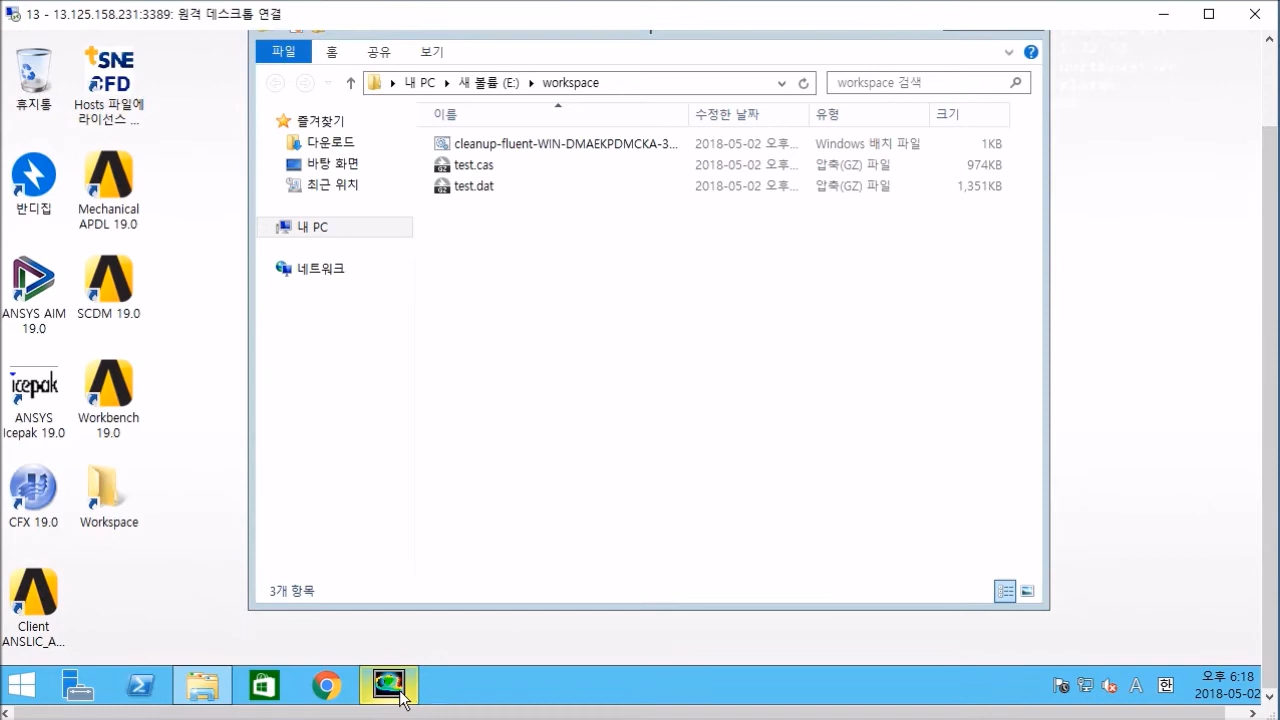 13 - 13.125.158.231:3389: 원격 데스크톱 연결
파일 홈 공유 보기
내 PC 새 볼륨 (E:) workspace
workspace 검색
이름 수정한 날짜 유형 크기
cleanup-fluent-WIN-DMAEKPDMCKA-3... 2018-05-02 오후... Windows 배치 파일 1KB
test.cas 2018-05-02 오후... 압축(GZ) 파일 974KB
test.dat 2018-05-02 오후... 압축(GZ) 파일 1,351KB
즐겨찾기
다운로드
바탕 화면
최근 위치
내 PC
네트워크
3개 항목
휴지통
TSNE
CFD
Hosts 파일에
라이선스 ...
반디집
Mechanical
APDL 19.0
ANSYS AIM
19.0
SCDM 19.0
icepak
ANSYS
Icepak 19.0
Workbench
19.0
CFX 19.0
Workspace
Client
ANSLIC_A...
A 한
오후 6:18
2018-05-02